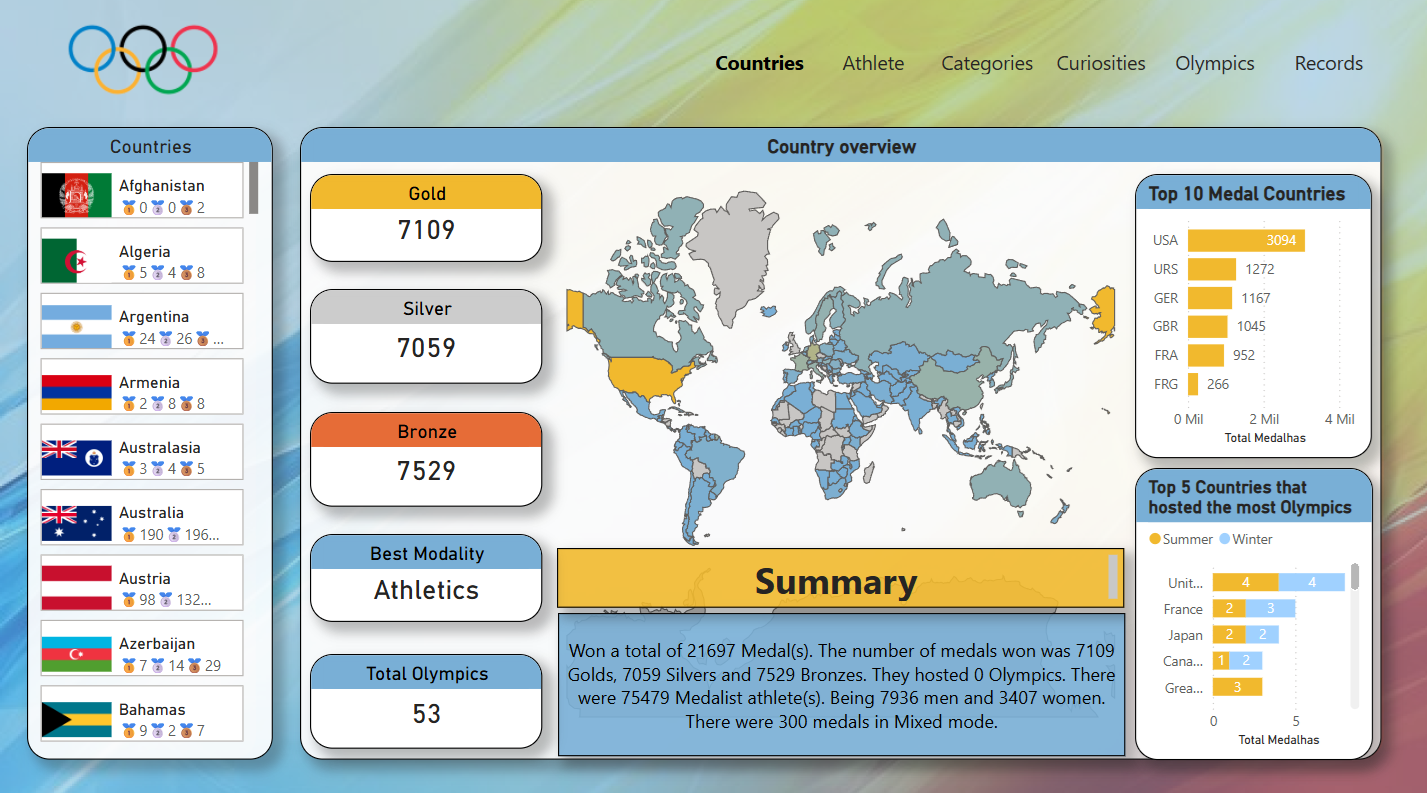 Countries Athlete Categories Curiosities Olympics Records
Countries
Afghanistan
0 0 2
Algeria
5 4 8
Argentina
24 26 ...
Armenia
2 8 8
Australasia
3 4 5
Australia
190 196...
Austria
98 132...
Azerbaijan
7 14 29
Bahamas
9 2 7
Country overview
Gold
7109
Silver
7059
Bronze
7529
Best Modality
Athletics
Total Olympics
53
Summary
Won a total of 21697 Medal(s). The number of medals won was 7109
Golds, 7059 Silvers and 7529 Bronzes. They hosted 0 Olympics. There
were 75479 Medalist athlete(s). Being 7936 men and 3407 women.
There were 300 medals in Mixed mode.
Top 10 Medal Countries
USA 3094
URS 1272
GER 1167
GBR 1045
FRA 952
FRG 266
0 Mil 2 Mil 4 Mil
Total Medalhas
Top 5 Countries that
hosted the most Olympics
Summer Winter
Unit... 4 4
France 2 3
Japan 2 2
Cana... 1 2
Grea... 3
0 5
Total Medalhas